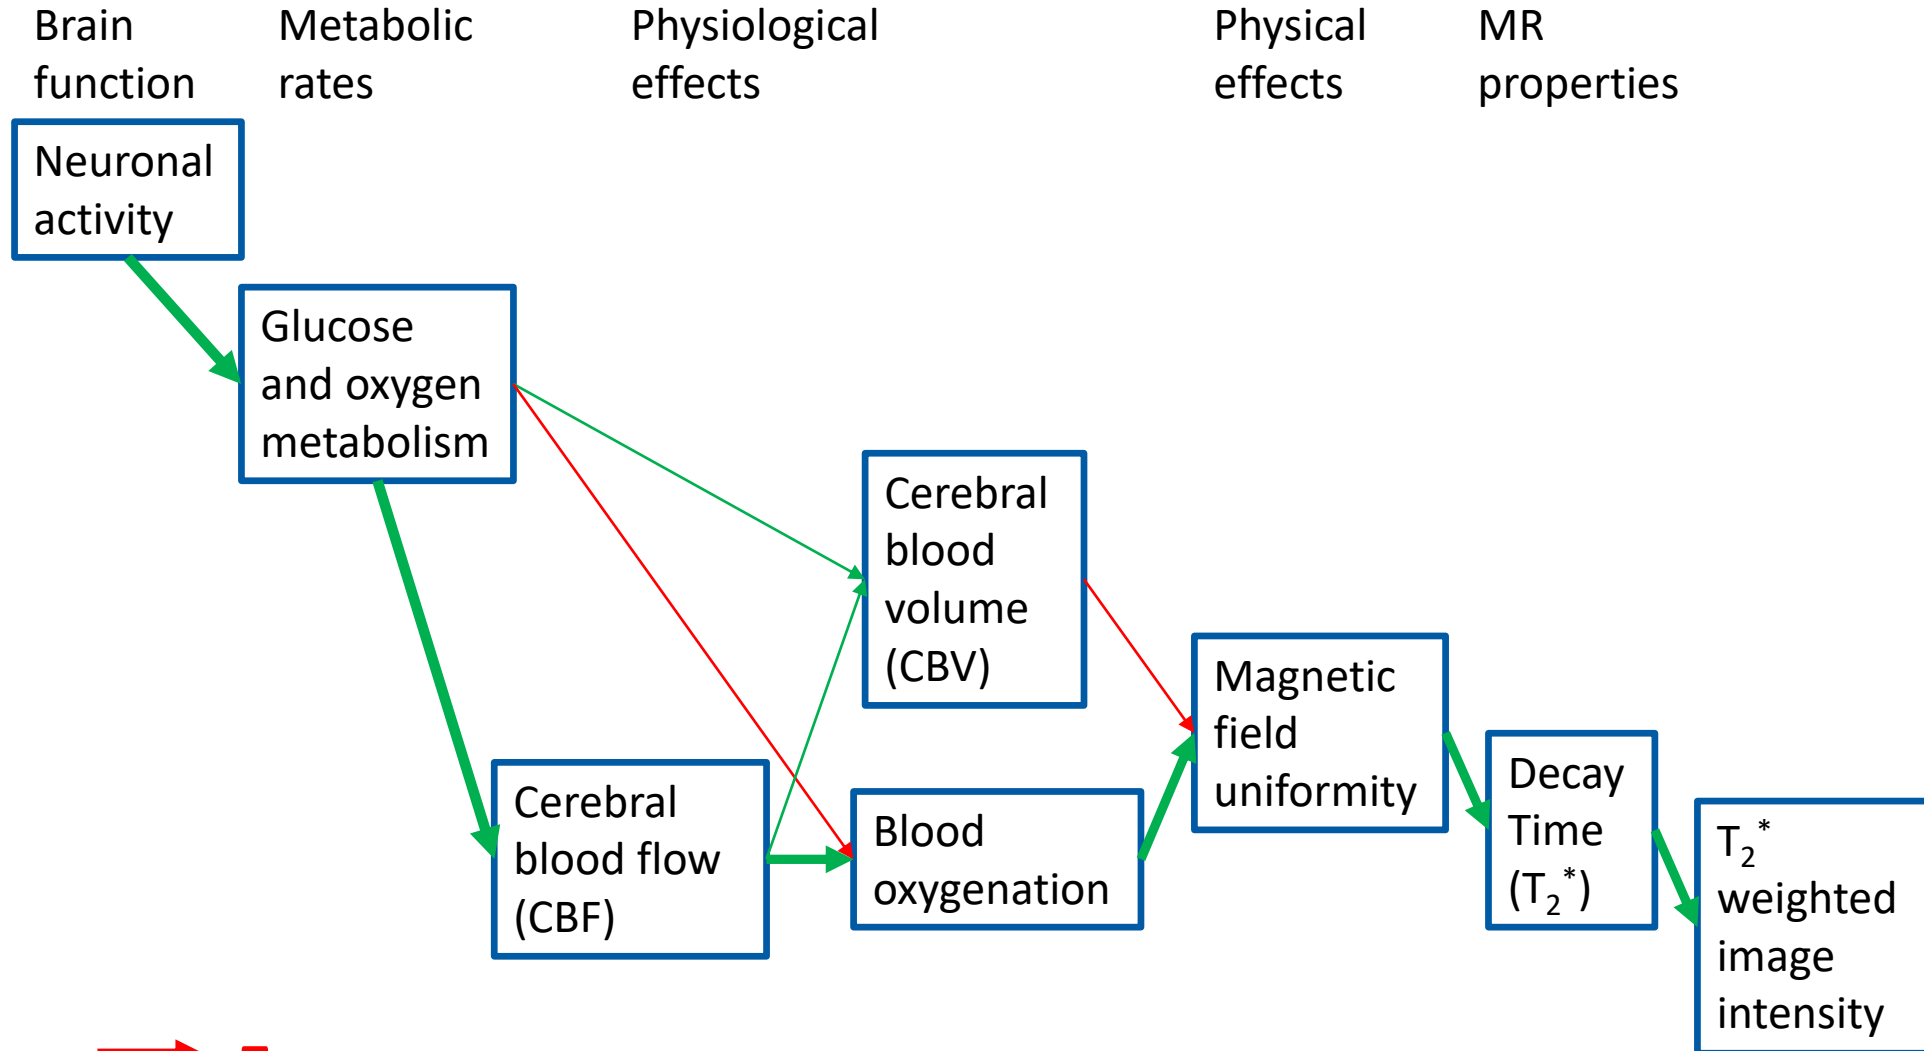 Brain
function
Metabolic
rates
Physiological
effects
Physical
effects
MR
properties
Neuronal
activity
Glucose
and oxygen
metabolism
Cerebral
blood
volume
(CBV)
Magnetic
field
uniformity
Cerebral
blood flow
(CBF)
Blood
oxygenation
Decay
Time
(T₂*)
T₂*
weighted
image
intensity